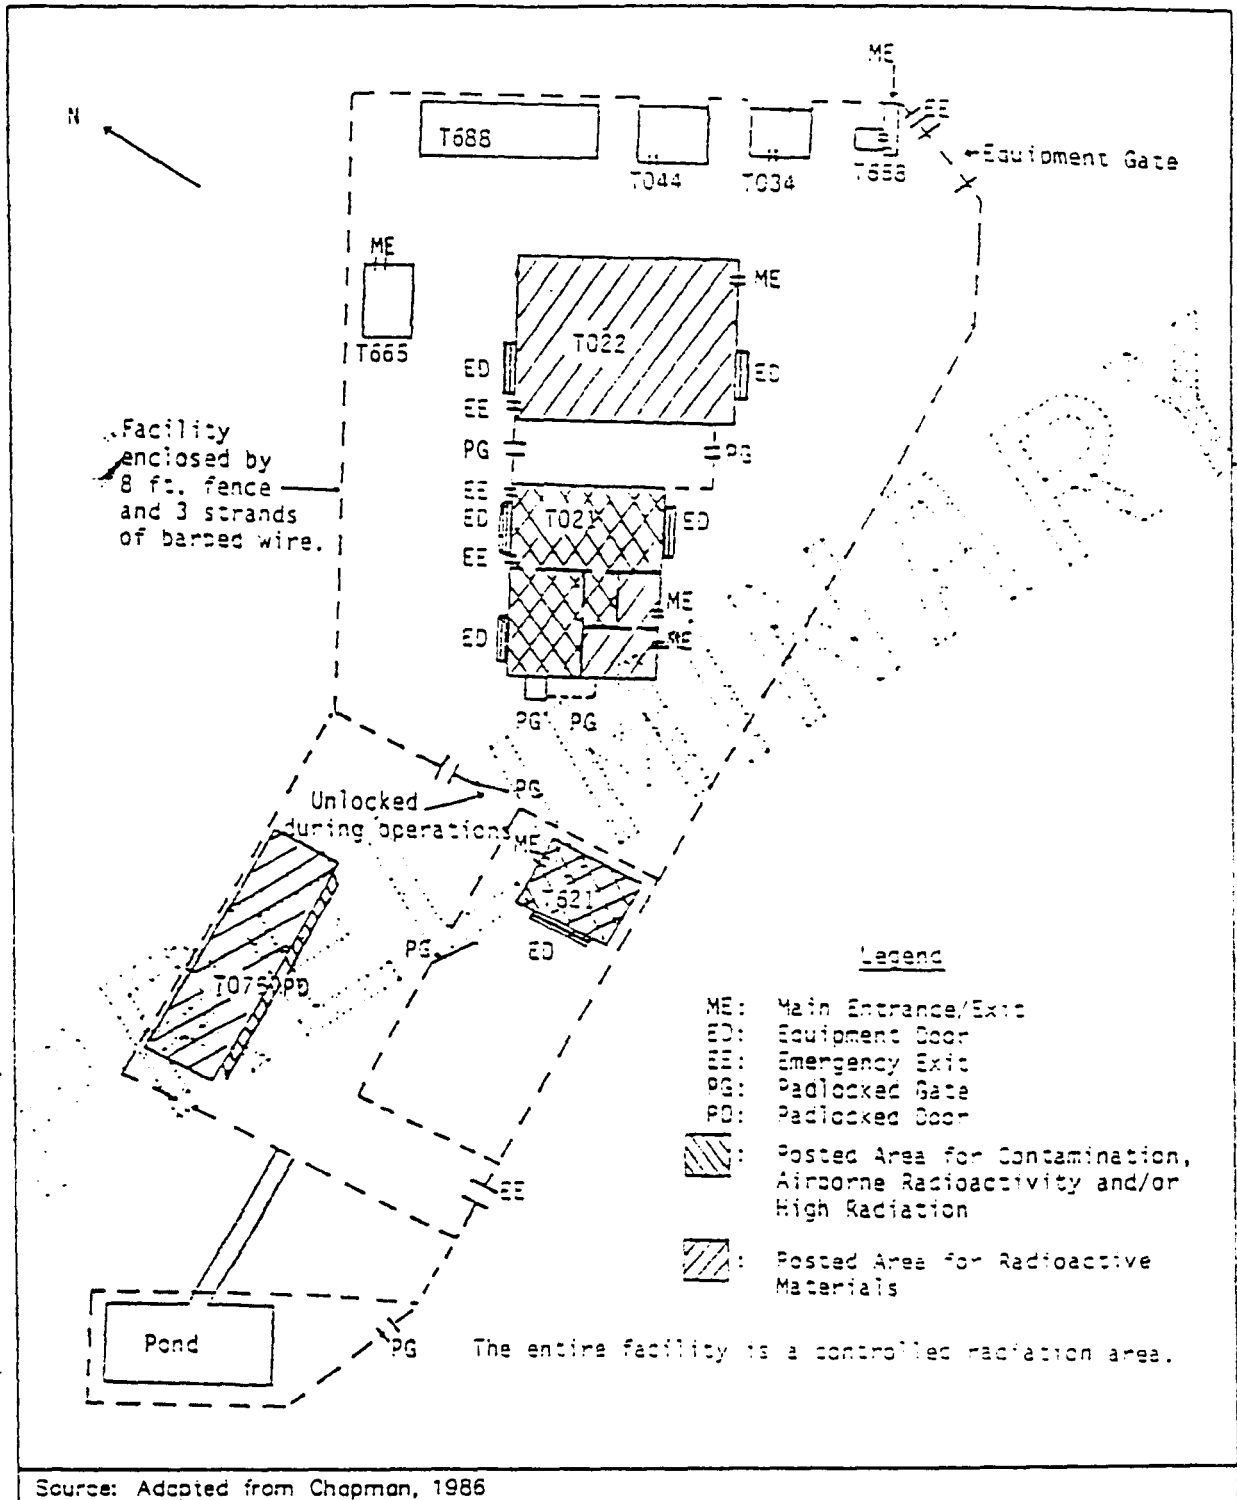 ME
N
EE
T688
Equipment Gate
T044
T034
ME
ME
T022
T665
ED
ED
EE
Facility
enclosed by
8 ft. fence
and 3 strands
of barbed wire.
PG
PG
EE
T021
ED
ED
EE
ME
ED
ME
PG
PG
PG
Unlocked
during operations
ME
T621
PG
ED
Legend
PD
ME: Main Entrance/Exit
ED: Equipment Door
EE: Emergency Exit
PG: Padlocked Gate
PD: Padlocked Door
: Posted Area for Contamination,
Airborne Radioactivity and/or
High Radiation
EE
: Posted Area for Radioactive
Materials
Pond
PG
The entire facility is a controlled radiation area.
Source: Adapted from Chapman, 1986